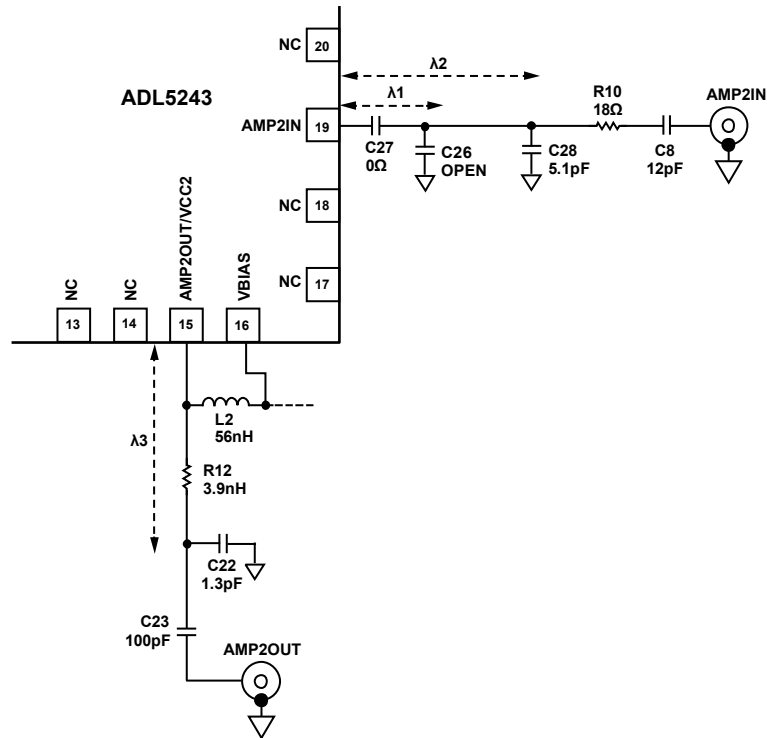 NC
20
λ2
ADL5243
λ1
R10
18Ω
AMP2IN
AMP2IN
19
C27
0Ω
C26
OPEN
C28
5.1pF
C8
12pF
NC
18
AMP2OUT/VCC2
VBIAS
NC
17
NC
NC
13
14
15
16
L2
56nH
λ3
R12
3.9nH
C22
1.3pF
C23
100pF
AMP2OUT